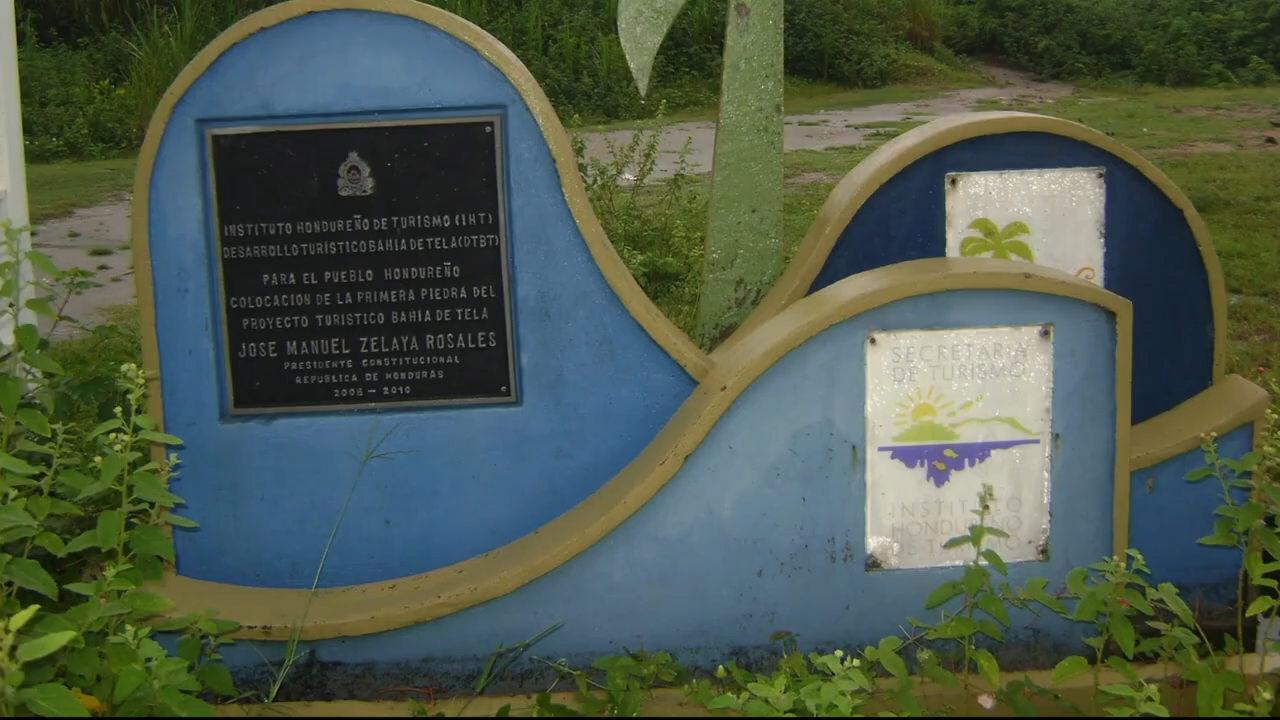 INSTITUTO HONDUREÑO DE TURISMO (IHT)
DESARROLLO TURISTICO BAHIA DE TELA (DTBT)
PARA EL PUEBLO HONDUREÑO
COLOCACION DE LA PRIMERA PIEDRA DEL
PROYECTO TURISTICO BAHIA DE TELA
JOSE MANUEL ZELAYA ROSALES
PRESIDENTE CONSTITUCIONAL
REPUBLICA DE HONDURAS
2006 - 2010
SECRETARIA
DE TURISMO
INSTITUTO
HONDUREÑO
DE TURISMO